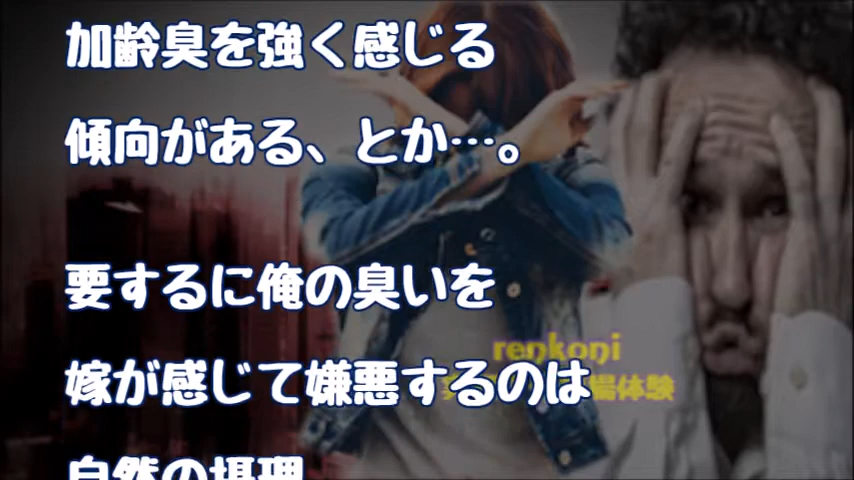 加齢臭を強く感じる
傾向がある、とか…。
要するに俺の臭いを
嫁が感じて嫌悪するのは
自然の摂理
renkoni
体験